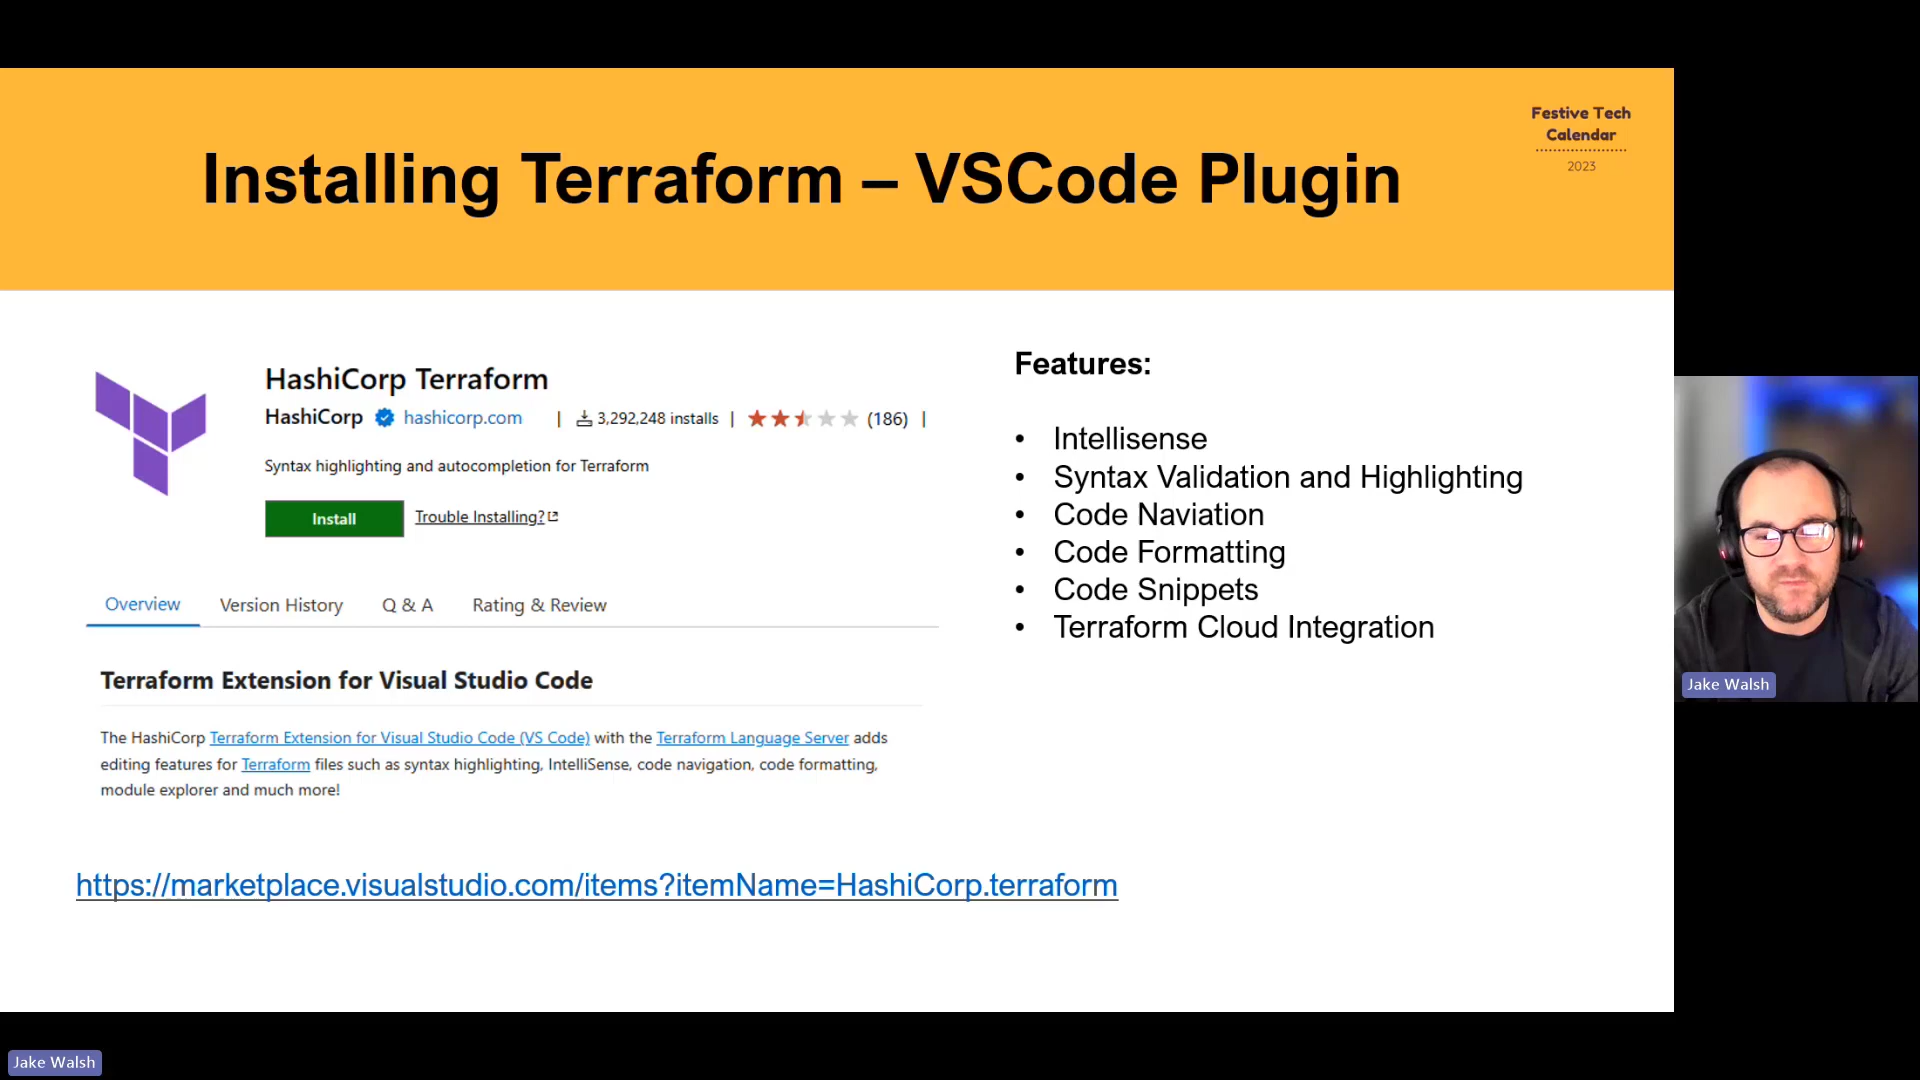 Festive Tech
Calendar
2023
Installing Terraform – VSCode Plugin
HashiCorp Terraform
HashiCorp hashicorp.com | 3,292,248 installs | (186) |
Syntax highlighting and autocompletion for Terraform
Install Trouble Installing?
Overview Version History Q & A Rating & Review
Terraform Extension for Visual Studio Code
The HashiCorp Terraform Extension for Visual Studio Code (VS Code) with the Terraform Language Server adds
editing features for Terraform files such as syntax highlighting, IntelliSense, code navigation, code formatting,
module explorer and much more!
Features:
• Intellisense
• Syntax Validation and Highlighting
• Code Naviation
• Code Formatting
• Code Snippets
• Terraform Cloud Integration
https://marketplace.visualstudio.com/items?itemName=HashiCorp.terraform
Jake Walsh
Jake Walsh